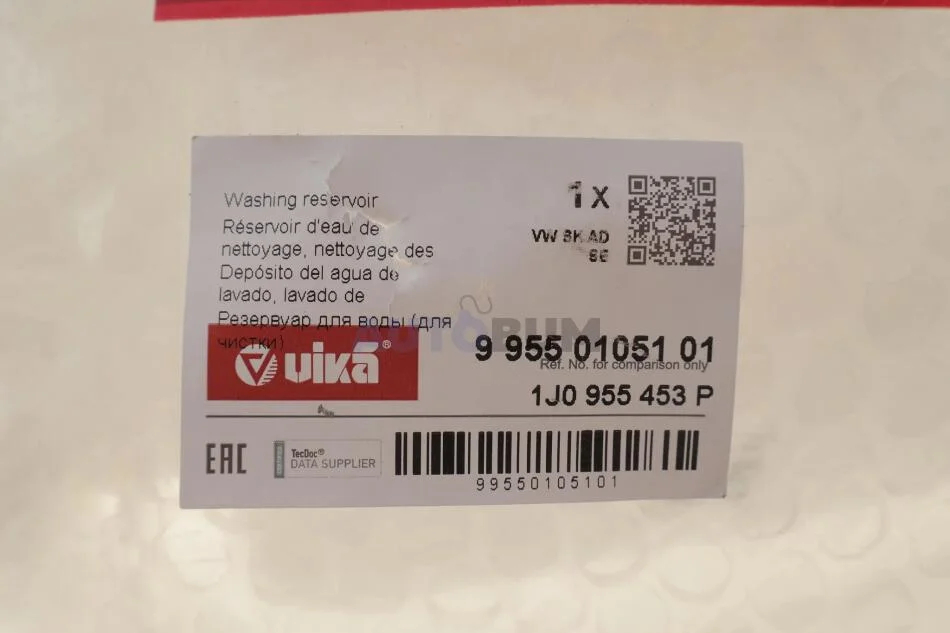 Washing reservoir
Réservoir d'eau de
nettoyage, nettoyage des
Depósito del agua de
lavado, lavado de
Резервуар для воды (для
чистки)
1 X
VW SK AD
SE
AUTOBUM
vika®
9 955 01051 01
Ref. No. for comparison only
1J0 955 453 P
EAC
TecDoc®
DATA SUPPLIER
99550105101